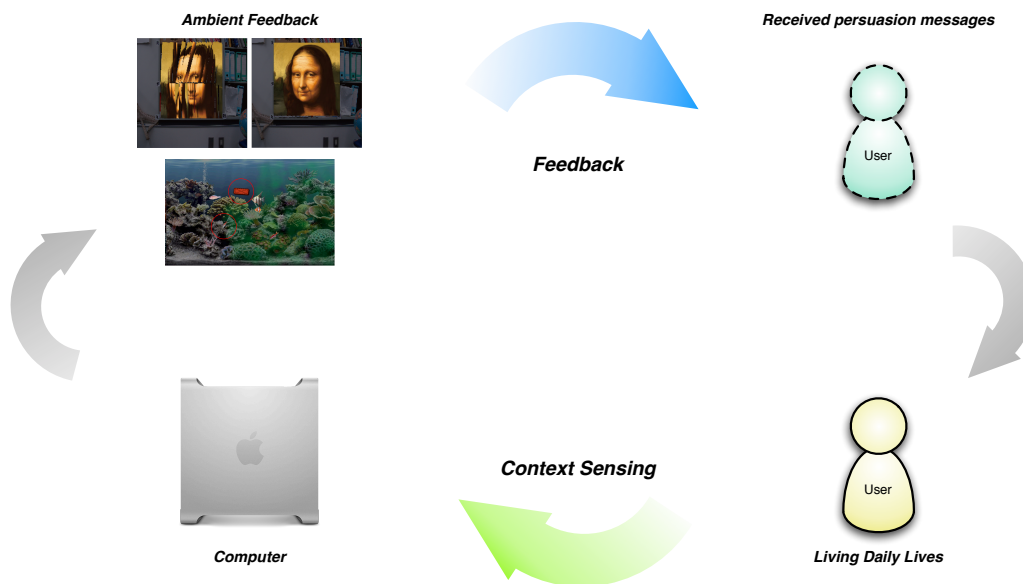 Ambient Feedback
Received persuasion messages
User
Feedback
Context Sensing
User
Computer
Living Daily Lives